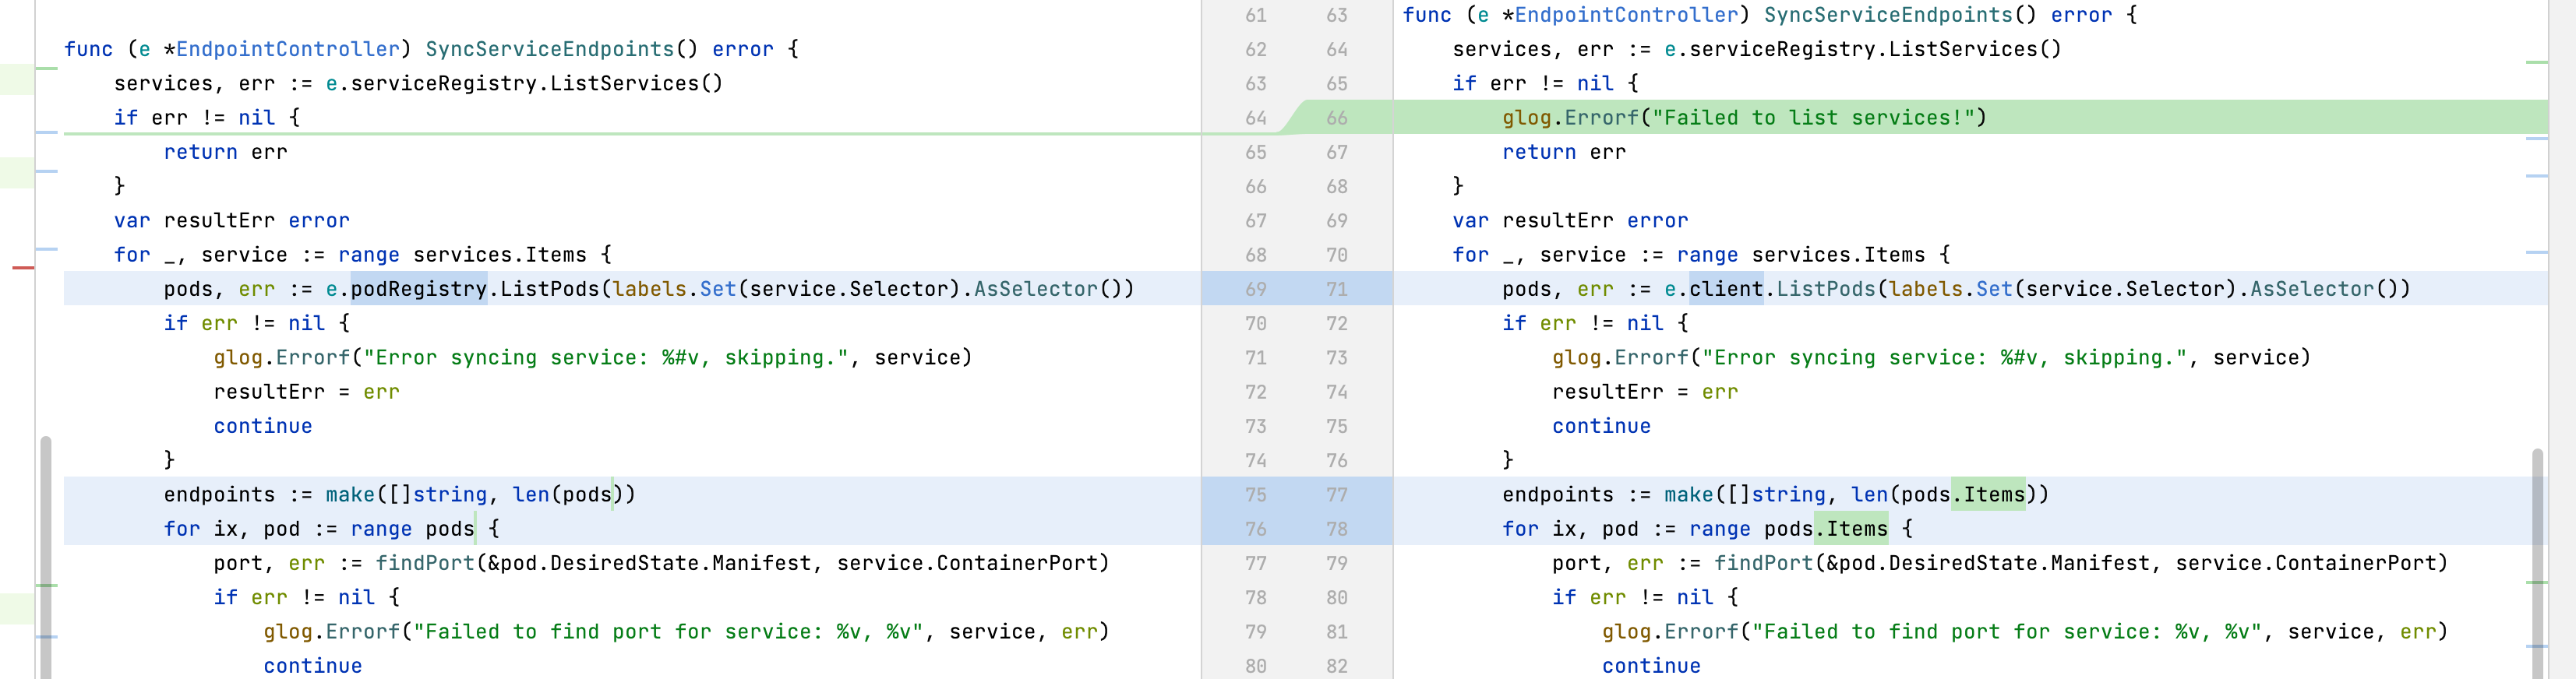 func (e *EndpointController) SyncServiceEndpoints() error {
    services, err := e.serviceRegistry.ListServices()
    if err != nil {
        return err
    }
    var resultErr error
    for _, service := range services.Items {
        pods, err := e.podRegistry.ListPods(labels.Set(service.Selector).AsSelector())
        if err != nil {
            glog.Errorf("Error syncing service: %#v, skipping.", service)
            resultErr = err
            continue
        }
        endpoints := make([]string, len(pods))
        for ix, pod := range pods {
            port, err := findPort(&pod.DesiredState.Manifest, service.ContainerPort)
            if err != nil {
                glog.Errorf("Failed to find port for service: %v, %v", service, err)
                continue
61 63
62 64
63 65
64 66
65 67
66 68
67 69
68 70
69 71
70 72
71 73
72 74
73 75
74 76
75 77
76 78
77 79
78 80
79 81
80 82
func (e *EndpointController) SyncServiceEndpoints() error {
    services, err := e.serviceRegistry.ListServices()
    if err != nil {
        glog.Errorf("Failed to list services!")
        return err
    }
    var resultErr error
    for _, service := range services.Items {
        pods, err := e.client.ListPods(labels.Set(service.Selector).AsSelector())
        if err != nil {
            glog.Errorf("Error syncing service: %#v, skipping.", service)
            resultErr = err
            continue
        }
        endpoints := make([]string, len(pods.Items))
        for ix, pod := range pods.Items {
            port, err := findPort(&pod.DesiredState.Manifest, service.ContainerPort)
            if err != nil {
                glog.Errorf("Failed to find port for service: %v, %v", service, err)
                continue